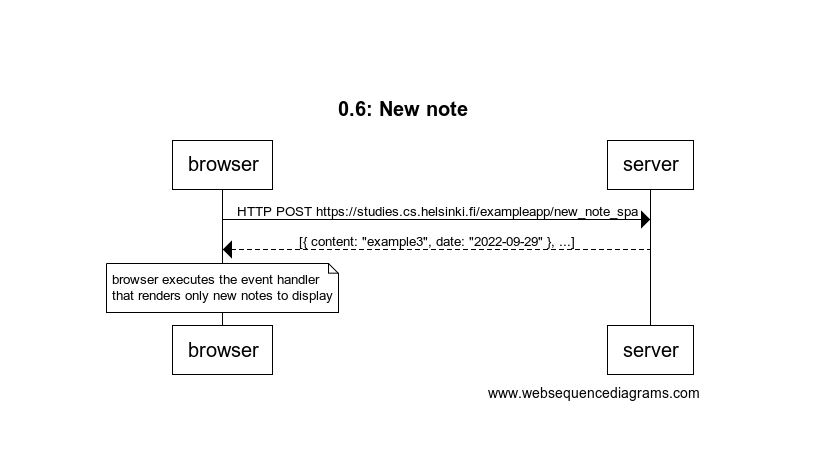 0.6: New note
browser
server
HTTP POST https://studies.cs.helsinki.fi/exampleapp/new_note_spa
[{ content: "example3", date: "2022-09-29" }, ...]
browser executes the event handler
that renders only new notes to display
browser
server
www.websequencediagrams.com